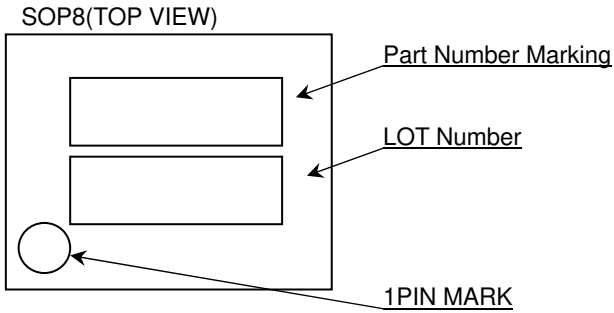 SOP8(TOP VIEW)
Part Number Marking
LOT Number
1PIN MARK